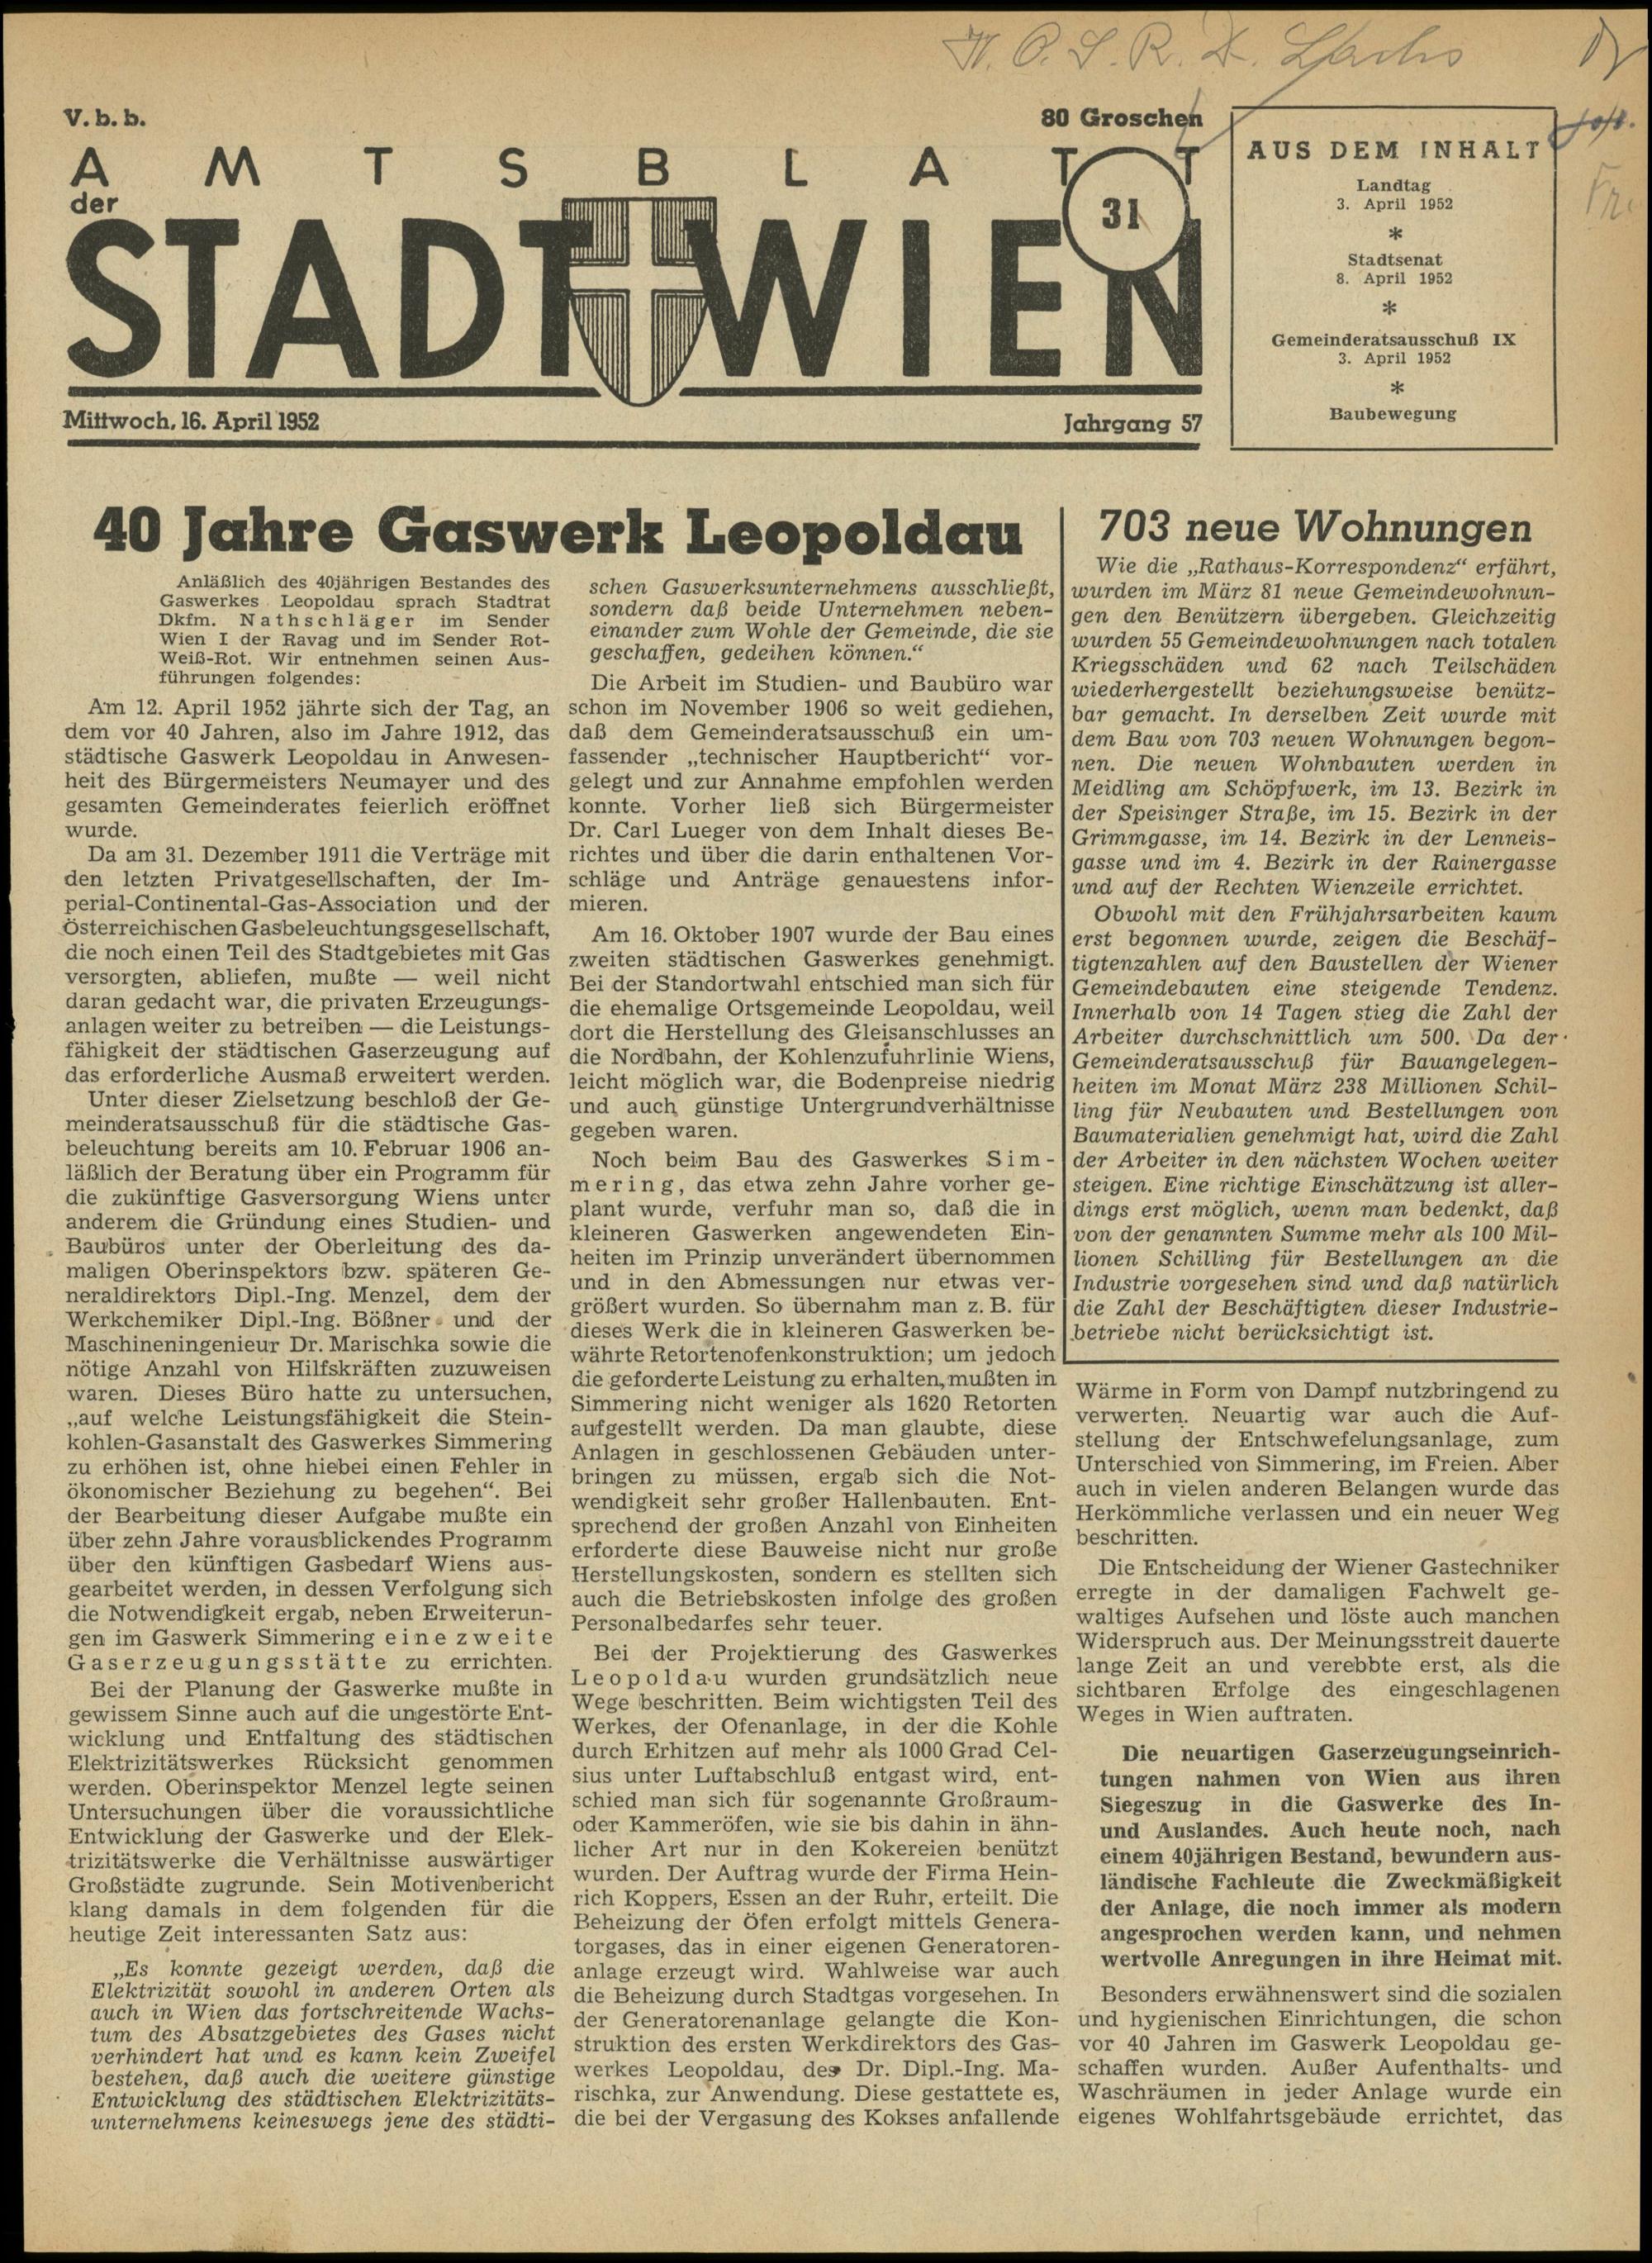 V. b. b.
80 Groschen
AMTSBLATT
der
STADT WIEN
31
Mittwoch, 16. April 1952
Jahrgang 57
AUS DEM INHALT
Landtag
3. April 1952
*
Stadtsenat
8. April 1952
*
Gemeinderatsausschuß IX
3. April 1952
*
Baubewegung
40 Jahre Gaswerk Leopoldau
Anläßlich des 40jährigen Bestandes des
Gaswerkes Leopoldau sprach Stadtrat
Dkfm. Nathschläger im Sender
Wien I der Ravag und im Sender Rot-
Weiß-Rot. Wir entnehmen seinen Aus-
führungen folgendes:
Am 12. April 1952 jährte sich der Tag, an
dem vor 40 Jahren, also im Jahre 1912, das
städtische Gaswerk Leopoldau in Anwesen-
heit des Bürgermeisters Neumayer und des
gesamten Gemeinderates feierlich eröffnet
wurde.
Da am 31. Dezember 1911 die Verträge mit
den letzten Privatgesellschaften, der Im-
perial-Continental-Gas-Association und der
Österreichischen Gasbeleuchtungsgesellschaft,
die noch einen Teil des Stadtgebietes mit Gas
versorgten, abliefen, mußte — weil nicht
daran gedacht war, die privaten Erzeugungs-
anlagen weiter zu betreiben — die Leistungs-
fähigkeit der städtischen Gaserzeugung auf
das erforderliche Ausmaß erweitert werden.
Unter dieser Zielsetzung beschloß der Ge-
meinderatsausschuß für die städtische Gas-
beleuchtung bereits am 10. Februar 1906 an-
läßlich der Beratung über ein Programm für
die zukünftige Gasversorgung Wiens unter
anderem die Gründung eines Studien- und
Baubüros unter der Oberleitung des da-
maligen Oberinspektors bzw. späteren Ge-
neraldirektors Dipl.-Ing. Menzel, dem der
Werkchemiker Dipl.-Ing. Bößner und der
Maschineningenieur Dr. Marischka sowie die
nötige Anzahl von Hilfskräften zuzuweisen
waren. Dieses Büro hatte zu untersuchen,
„auf welche Leistungsfähigkeit die Stein-
kohlen-Gasanstalt des Gaswerkes Simmering
zu erhöhen ist, ohne hiebei einen Fehler in
ökonomischer Beziehung zu begehen“. Bei
der Bearbeitung dieser Aufgabe mußte ein
über zehn Jahre vorausblickendes Programm
über den künftigen Gasbedarf Wiens aus-
gearbeitet werden, in dessen Verfolgung sich
die Notwendigkeit ergab, neben Erweiterun-
gen im Gaswerk Simmering eine zweite
Gaserzeugungsstätte zu errichten.
Bei der Planung der Gaswerke mußte in
gewissem Sinne auch auf die ungestörte Ent-
wicklung und Entfaltung des städtischen
Elektrizitätswerkes Rücksicht genommen
werden. Oberinspektor Menzel legte seinen
Untersuchungen über die voraussichtliche
Entwicklung der Gaswerke und der Elek-
trizitätswerke die Verhältnisse auswärtiger
Großstädte zugrunde. Sein Motivenbericht
klang damals in dem folgenden für die
heutige Zeit interessanten Satz aus:
„Es konnte gezeigt werden, daß die
Elektrizität sowohl in anderen Orten als
auch in Wien das fortschreitende Wachs-
tum des Absatzgebietes des Gases nicht
verhindert hat und es kann kein Zweifel
bestehen, daß auch die weitere günstige
Entwicklung des städtischen Elektrizitäts-
unternehmens keineswegs jene des städti-
schen Gaswerksunternehmens ausschließt,
sondern daß beide Unternehmen neben-
einander zum Wohle der Gemeinde, die sie
geschaffen, gedeihen können.“
Die Arbeit im Studien- und Baubüro war
schon im November 1906 so weit gediehen,
daß dem Gemeinderatsausschuß ein um-
fassender „technischer Hauptbericht“ vor-
gelegt und zur Annahme empfohlen werden
konnte. Vorher ließ sich Bürgermeister
Dr. Carl Lueger von dem Inhalt dieses Be-
richtes und über die darin enthaltenen Vor-
schläge und Anträge genauestens infor-
mieren.
Am 16. Oktober 1907 wurde der Bau eines
zweiten städtischen Gaswerkes genehmigt.
Bei der Standortwahl entschied man sich für
die ehemalige Ortsgemeinde Leopoldau, weil
dort die Herstellung des Gleisanschlusses an
die Nordbahn, der Kohlenzufuhrlinie Wiens,
leicht möglich war, die Bodenpreise niedrig
und auch günstige Untergrundverhältnisse
gegeben waren.
Noch beim Bau des Gaswerkes Sim-
mering, das etwa zehn Jahre vorher ge-
plant wurde, verfuhr man so, daß die in
kleineren Gaswerken angewendeten Ein-
heiten im Prinzip unverändert übernommen
und in den Abmessungen nur etwas ver-
größert wurden. So übernahm man z. B. für
dieses Werk die in kleineren Gaswerken be-
währte Retortenofenkonstruktion; um jedoch
die geforderte Leistung zu erhalten, mußten in
Simmering nicht weniger als 1620 Retorten
aufgestellt werden. Da man glaubte, diese
Anlagen in geschlossenen Gebäuden unter-
bringen zu müssen, ergab sich die Not-
wendigkeit sehr großer Hallenbauten. Ent-
sprechend der großen Anzahl von Einheiten
erforderte diese Bauweise nicht nur große
Herstellungskosten, sondern es stellten sich
auch die Betriebskosten infolge des großen
Personalbedarfes sehr teuer.
Bei der Projektierung des Gaswerkes
Leopoldau wurden grundsätzlich neue
Wege beschritten. Beim wichtigsten Teil des
Werkes, der Ofenanlage, in der die Kohle
durch Erhitzen auf mehr als 1000 Grad Cel-
sius unter Luftabschluß entgast wird, ent-
schied man sich für sogenannte Großraum-
oder Kammeröfen, wie sie bis dahin in ähn-
licher Art nur in den Kokereien benützt
wurden. Der Auftrag wurde der Firma Hein-
rich Koppers, Essen an der Ruhr, erteilt. Die
Beheizung der Öfen erfolgt mittels Genera-
torgases, das in einer eigenen Generatoren-
anlage erzeugt wird. Wahlweise war auch
die Beheizung durch Stadtgas vorgesehen. In
der Generatorenanlage gelangte die Kon-
struktion des ersten Werkdirektors des Gas-
werkes Leopoldau, des Dr. Dipl.-Ing. Ma-
rischka, zur Anwendung. Diese gestattete es,
die bei der Vergasung des Kokses anfallende
703 neue Wohnungen
Wie die „Rathaus-Korrespondenz“ erfährt,
wurden im März 81 neue Gemeindewohnun-
gen den Benützern übergeben. Gleichzeitig
wurden 55 Gemeindewohnungen nach totalen
Kriegsschäden und 62 nach Teilschäden
wiederhergestellt beziehungsweise benütz-
bar gemacht. In derselben Zeit wurde mit
dem Bau von 703 neuen Wohnungen begon-
nen. Die neuen Wohnbauten werden in
Meidling am Schöpfwerk, im 13. Bezirk in
der Speisinger Straße, im 15. Bezirk in der
Grimmgasse, im 14. Bezirk in der Lenneis-
gasse und im 4. Bezirk in der Rainergasse
und auf der Rechten Wienzeile errichtet.
Obwohl mit den Frühjahrsarbeiten kaum
erst begonnen wurde, zeigen die Beschäf-
tigtenzahlen auf den Baustellen der Wiener
Gemeindebauten eine steigende Tendenz.
Innerhalb von 14 Tagen stieg die Zahl der
Arbeiter durchschnittlich um 500. Da der
Gemeinderatsausschuß für Bauangelegen-
heiten im Monat März 238 Millionen Schil-
ling für Neubauten und Bestellungen von
Baumaterialien genehmigt hat, wird die Zahl
der Arbeiter in den nächsten Wochen weiter
steigen. Eine richtige Einschätzung ist aller-
dings erst möglich, wenn man bedenkt, daß
von der genannten Summe mehr als 100 Mil-
lionen Schilling für Bestellungen an die
Industrie vorgesehen sind und daß natürlich
die Zahl der Beschäftigten dieser Industrie-
betriebe nicht berücksichtigt ist.
Wärme in Form von Dampf nutzbringend zu
verwerten. Neuartig war auch die Auf-
stellung der Entschwefelungsanlage, zum
Unterschied von Simmering, im Freien. Aber
auch in vielen anderen Belangen wurde das
Herkömmliche verlassen und ein neuer Weg
beschritten.
Die Entscheidung der Wiener Gastechniker
erregte in der damaligen Fachwelt ge-
waltiges Aufsehen und löste auch manchen
Widerspruch aus. Der Meinungsstreit dauerte
lange Zeit an und verebbte erst, als die
sichtbaren Erfolge des eingeschlagenen
Weges in Wien auftraten.
Die neuartigen Gaserzeugungseinrich-
tungen nahmen von Wien aus ihren
Siegeszug in die Gaswerke des In-
und Auslandes. Auch heute noch, nach
einem 40jährigen Bestand, bewundern aus-
ländische Fachleute die Zweckmäßigkeit
der Anlage, die noch immer als modern
angesprochen werden kann, und nehmen
wertvolle Anregungen in ihre Heimat mit.
Besonders erwähnenswert sind die sozialen
und hygienischen Einrichtungen, die schon
vor 40 Jahren im Gaswerk Leopoldau ge-
schaffen wurden. Außer Aufenthalts- und
Waschräumen in jeder Anlage wurde ein
eigenes Wohlfahrtsgebäude errichtet, das